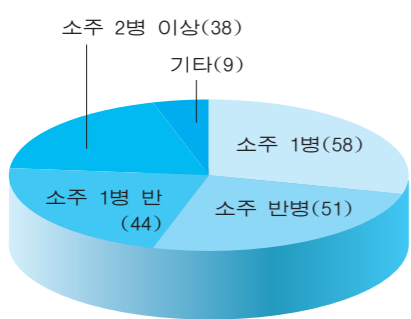 소주 2병 이상(38)
기타(9)
소주 1병(58)
소주 1병 반
(44)
소주 반병(51)